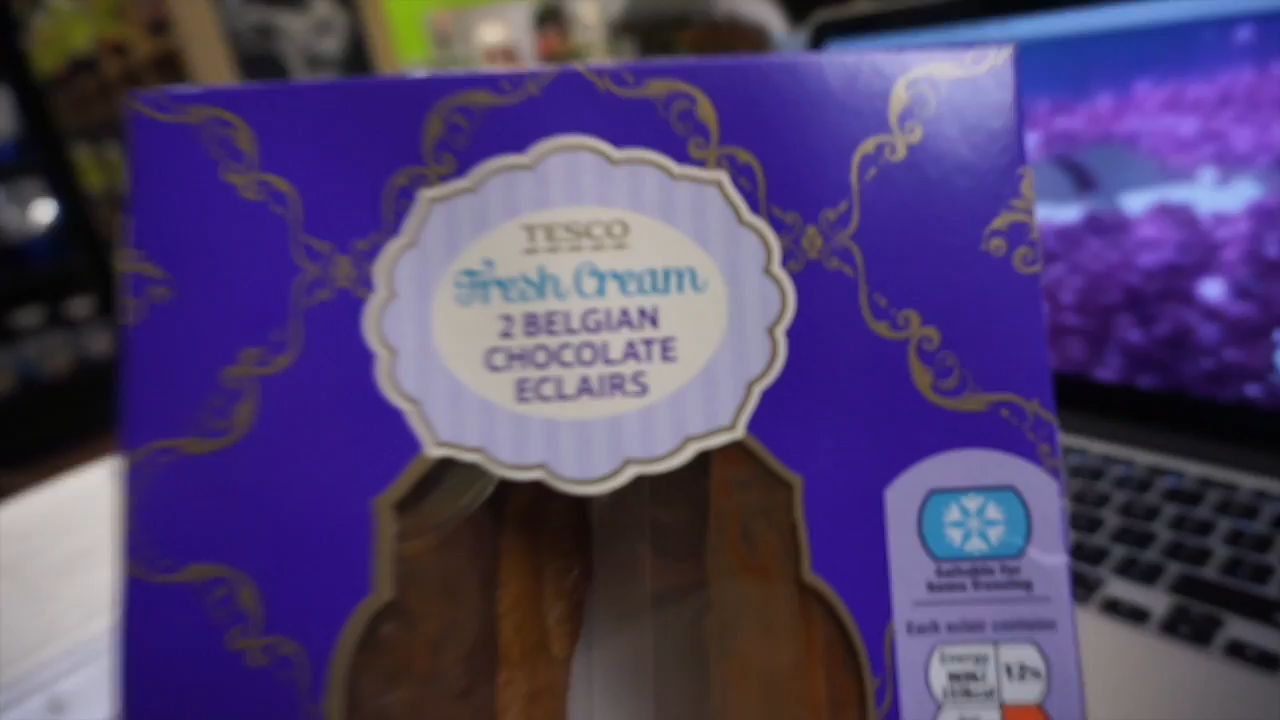 TESCO
Fresh Cream
2 BELGIAN
CHOCOLATE
ECLAIRS
Suitable for
home freezing
Each eclair contains
Energy
12%